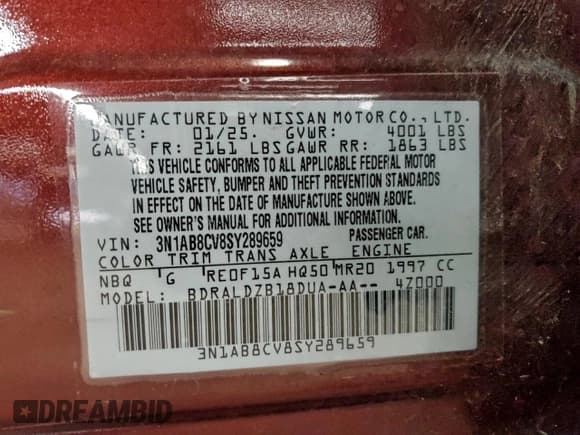 MANUFACTURED BY NISSAN MOTOR CO., LTD.
DATE: 01/25. GVWR: 4001 LBS
GAWR FR: 2161 LBS GAWR RR: 1863 LBS
THIS VEHICLE CONFORMS TO ALL APPLICABLE FEDERAL MOTOR
VEHICLE SAFETY, BUMPER AND THEFT PREVENTION STANDARDS
IN EFFECT ON THE DATE OF MANUFACTURE SHOWN ABOVE.
SEE OWNER'S MANUAL FOR ADDITIONAL INFORMATION.
VIN: 3N1AB8CV8SY289659 PASSENGER CAR.
COLOR TRIM TRANS AXLE ENGINE
NBQ G RE0F15A HQ50 MR20 1997 CC
MODEL: BDRALDZB18DUA-AA-- 4Z000
3N1AB8CV8SY289659
DREAMBID